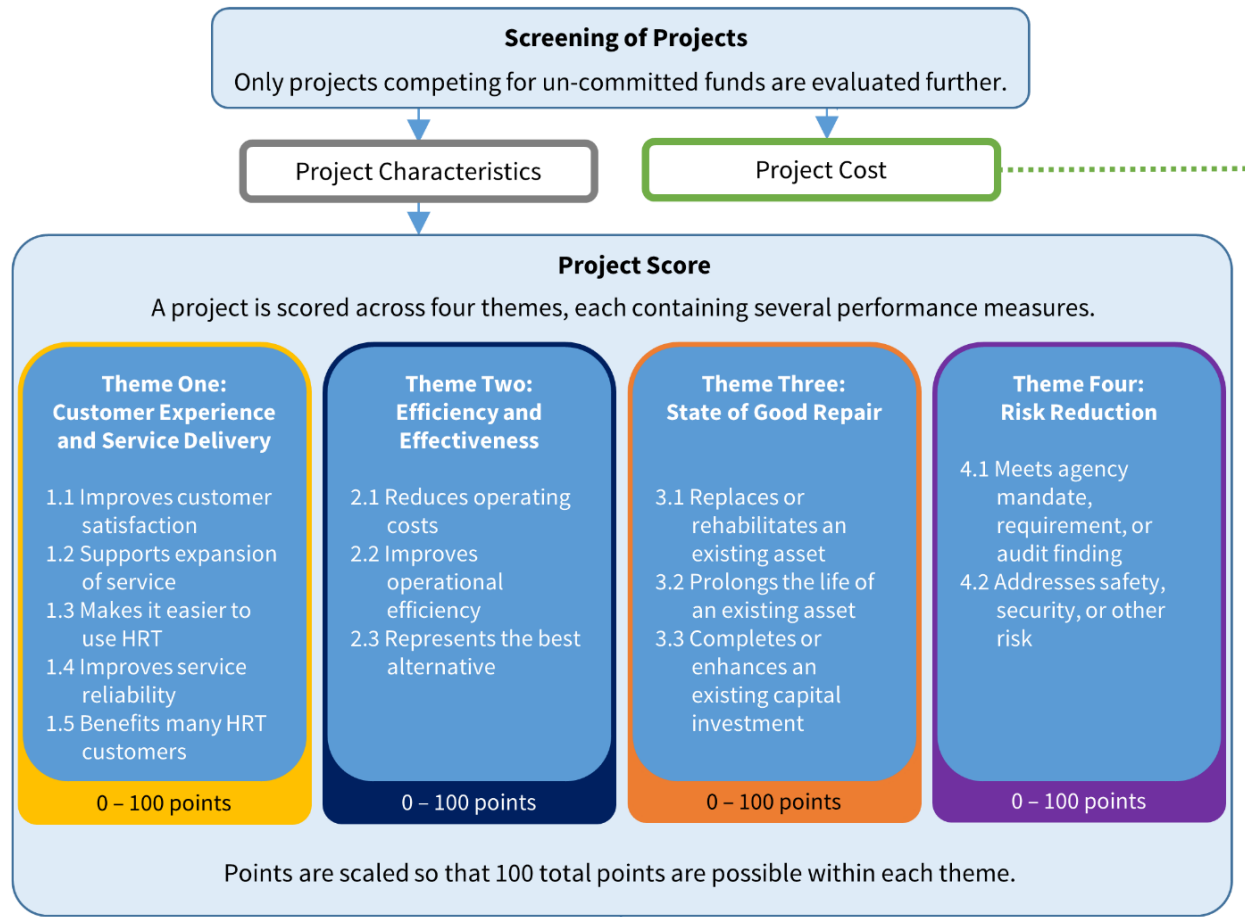 Screening of Projects
Only projects competing for un-committed funds are evaluated further.
Project Characteristics
Project Cost
Project Score
A project is scored across four themes, each containing several performance measures.
Theme One:
Customer Experience
and Service Delivery
1.1 Improves customer
satisfaction
1.2 Supports expansion
of service
1.3 Makes it easier to
use HRT
1.4 Improves service
reliability
1.5 Benefits many HRT
customers
0 – 100 points
Theme Two:
Efficiency and
Effectiveness
2.1 Reduces operating
costs
2.2 Improves
operational
efficiency
2.3 Represents the best
alternative
0 – 100 points
Theme Three:
State of Good Repair
3.1 Replaces or
rehabilitates an
existing asset
3.2 Prolongs the life of
an existing asset
3.3 Completes or
enhances an
existing capital
investment
0 – 100 points
Theme Four:
Risk Reduction
4.1 Meets agency
mandate,
requirement, or
audit finding
4.2 Addresses safety,
security, or other
risk
0 – 100 points
Points are scaled so that 100 total points are possible within each theme.